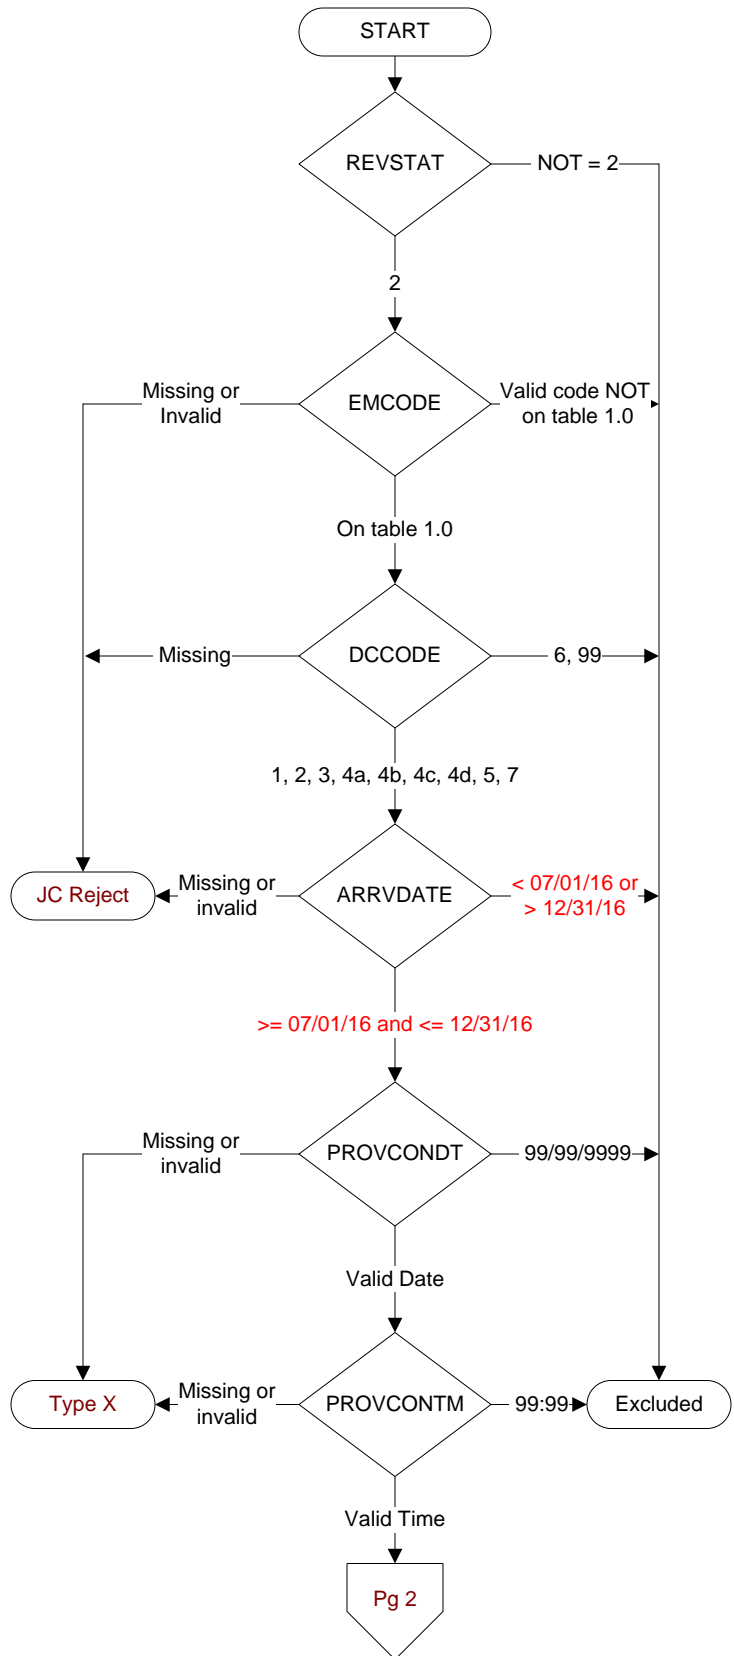 START
REVSTAT
NOT = 2
2
Missing or
Invalid
EMCODE
Valid code NOT
on table 1.0
On table 1.0
Missing
DCCODE
6, 99
1, 2, 3, 4a, 4b, 4c, 4d, 5, 7
JC Reject
Missing or
invalid
ARRVDATE
< 07/01/16 or
> 12/31/16
>= 07/01/16 and <= 12/31/16
Missing or
invalid
PROVCONDT
99/99/9999
Valid Date
Type X
Missing or
invalid
PROVCONTM
99:99
Excluded
Valid Time
Pg 2